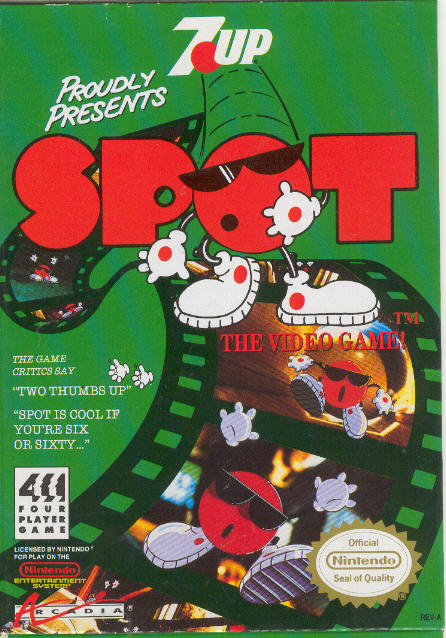 7UP
PROUDLY
PRESENTS
SPOT
TM
THE VIDEO GAME!
THE GAME
CRITICS SAY
"TWO THUMBS UP"
"SPOT IS COOL IF
YOU'RE SIX
OR SIXTY..."
4
FOUR
PLAYER
GAME
LICENSED BY NINTENDO®
FOR PLAY ON THE
Nintendo
ENTERTAINMENT
SYSTEM®
ARCADIA®
Official
Nintendo
Seal of Quality
REV-A